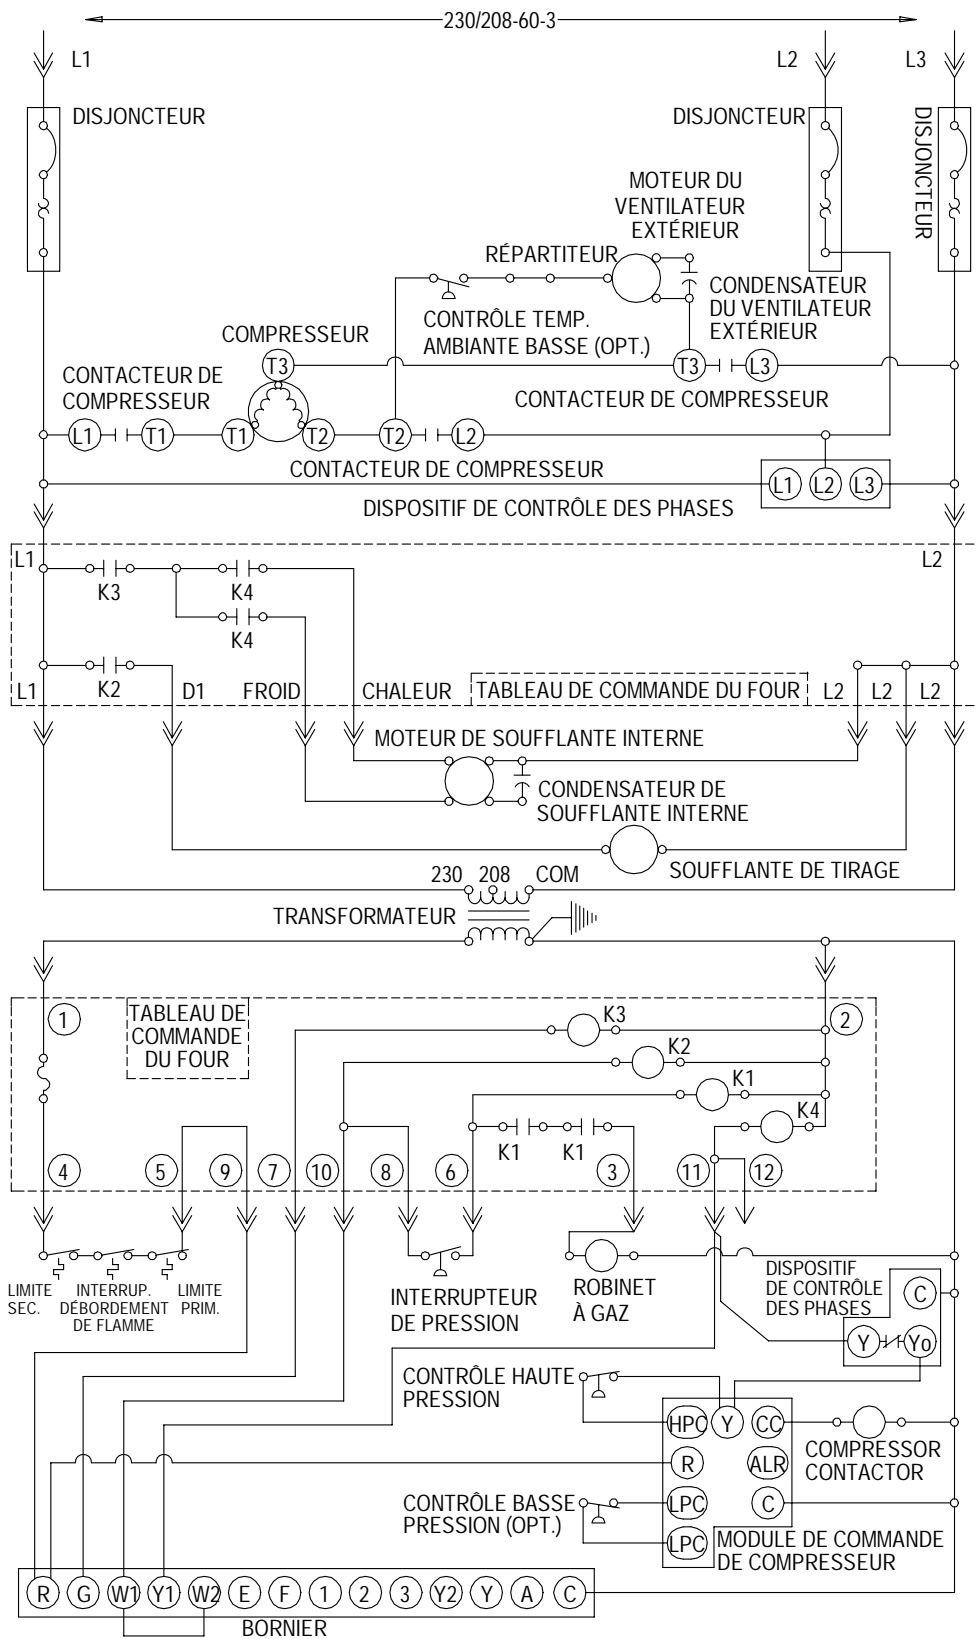 230/208-60-3
L1
L2
L3
DISJONCTEUR
DISJONCTEUR
DISJONCTEUR
MOTEUR DU
VENTILATEUR
EXTÉRIEUR
RÉPARTITEUR
CONDENSATEUR
DU VENTILATEUR
EXTÉRIEUR
CONTRÔLE TEMP.
AMBIANTE BASSE (OPT.)
COMPRESSEUR
T3
T3
L3
CONTACTEUR DE
COMPRESSEUR
CONTACTEUR DE COMPRESSEUR
L1
T1
T1
T2
T2
L2
CONTACTEUR DE COMPRESSEUR
L1
L2
L3
DISPOSITIF DE CONTRÔLE DES PHASES
L1
L2
K3
K4
K4
K2
L1
D1
FROID
CHALEUR
TABLEAU DE COMMANDE DU FOUR
L2
L2
L2
MOTEUR DE SOUFFLANTE INTERNE
CONDENSATEUR DE
SOUFFLANTE INTERNE
SOUFFLANTE DE TIRAGE
230
208
COM
TRANSFORMATEUR
1
TABLEAU DE
COMMANDE
DU FOUR
K3
2
K2
K1
K4
K1
K1
4
5
9
7
10
8
6
3
11
12
LIMITE
SEC.
INTERRUP.
DÉBORDEMENT
DE FLAMME
LIMITE
PRIM.
INTERRUPTEUR
DE PRESSION
ROBINET
À GAZ
DISPOSITIF
DE CONTRÔLE
DES PHASES
C
Y
Yo
CONTRÔLE HAUTE
PRESSION
HPC
Y
CC
COMPRESSOR
CONTACTOR
R
ALR
CONTRÔLE BASSE
PRESSION (OPT.)
LPC
C
LPC
MODULE DE COMMANDE
DE COMPRESSEUR
R G W1 Y1 W2 E F 1 2 3 Y2 Y A C
BORNIER